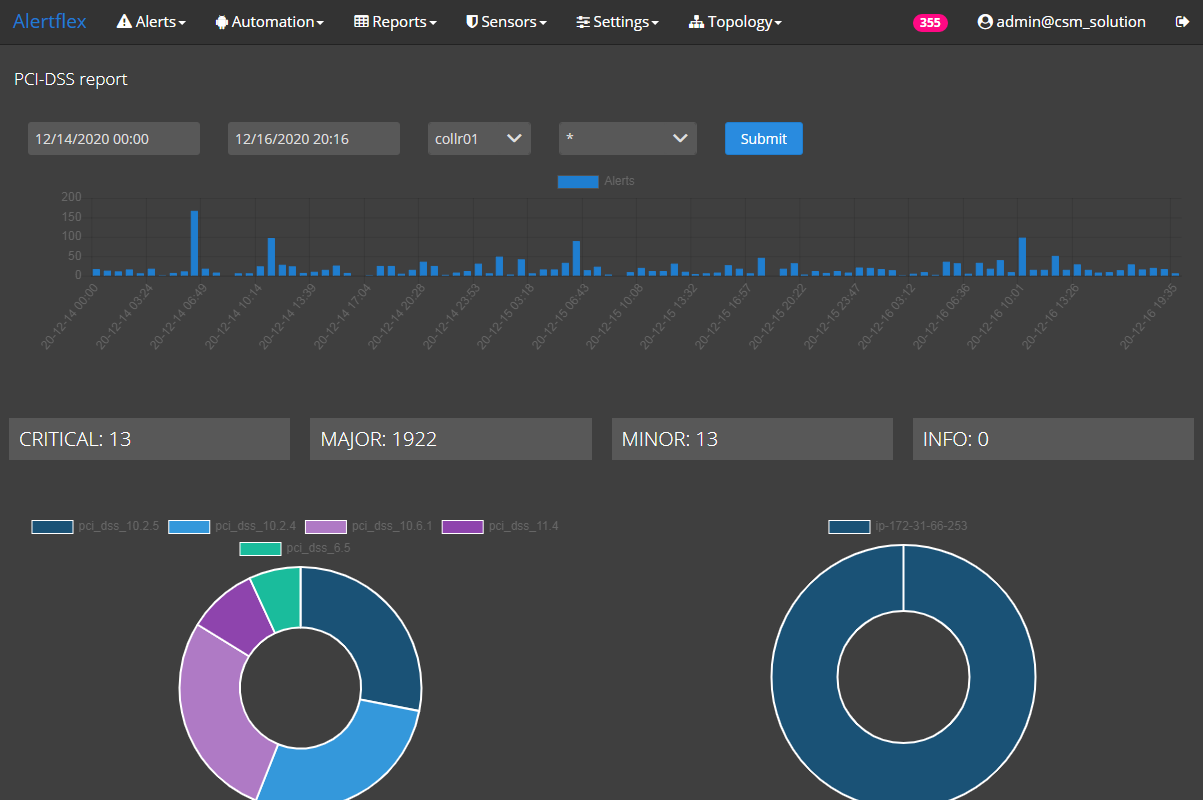 Alertflex Alerts Automation Reports Sensors Settings Topology 355 admin@csm_solution
PCI-DSS report
12/14/2020 00:00 12/16/2020 20:16 collr01 * Submit
Alerts
200
150
100
50
0
20-12-14 00:00 20-12-14 03:24 20-12-14 06:49 20-12-14 10:14 20-12-14 13:39 20-12-14 17:04 20-12-14 20:28 20-12-14 23:53 20-12-15 03:18 20-12-15 06:43 20-12-15 10:08 20-12-15 13:32 20-12-15 16:57 20-12-15 20:22 20-12-15 23:47 20-12-16 03:12 20-12-16 06:36 20-12-16 10:01 20-12-16 13:26 20-12-16 19:35
CRITICAL: 13 MAJOR: 1922 MINOR: 13 INFO: 0
pci_dss_10.2.5 pci_dss_10.2.4 pci_dss_10.6.1 pci_dss_11.4
pci_dss_6.5
ip-172-31-66-253